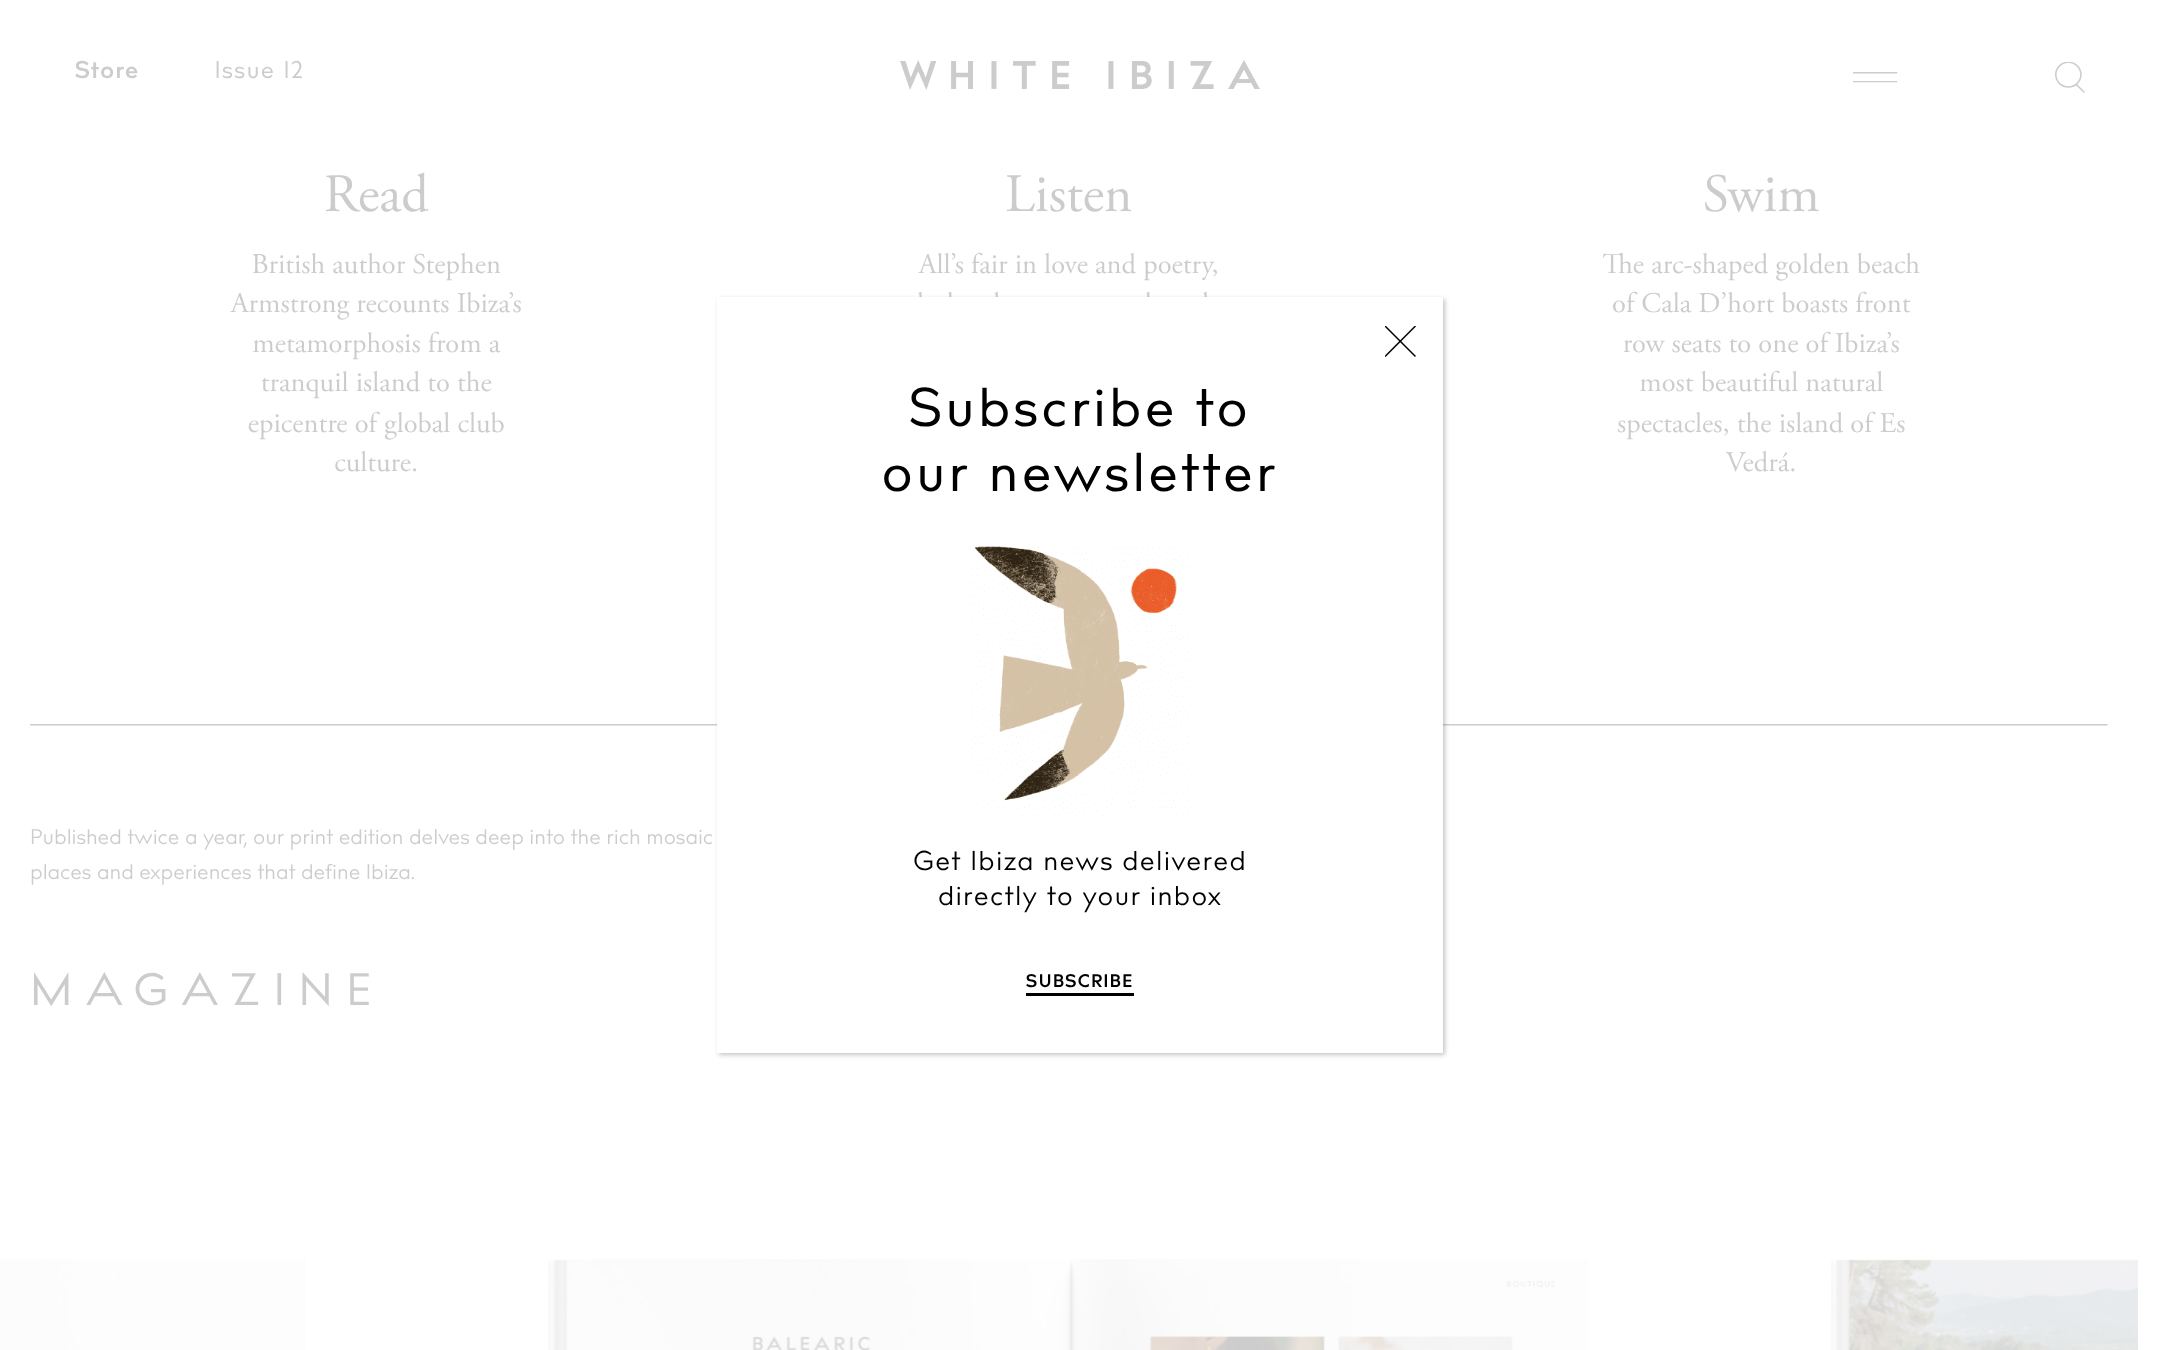 Store
Issue 12
WHITE IBIZA
Read
British author Stephen
Armstrong recounts Ibiza’s
metamorphosis from a
tranquil island to the
epicentre of global club
culture.
Listen
All’s fair in love and poetry,
Swim
The arc-shaped golden beach
of Cala D’hort boasts front
row seats to one of Ibiza’s
most beautiful natural
spectacles, the island of Es
Vedrá.
Subscribe to
our newsletter
Get Ibiza news delivered
directly to your inbox
SUBSCRIBE
Published twice a year, our print edition delves deep into the rich mosaic
places and experiences that define Ibiza.
MAGAZINE
BOUTIQUE
BALEARIC